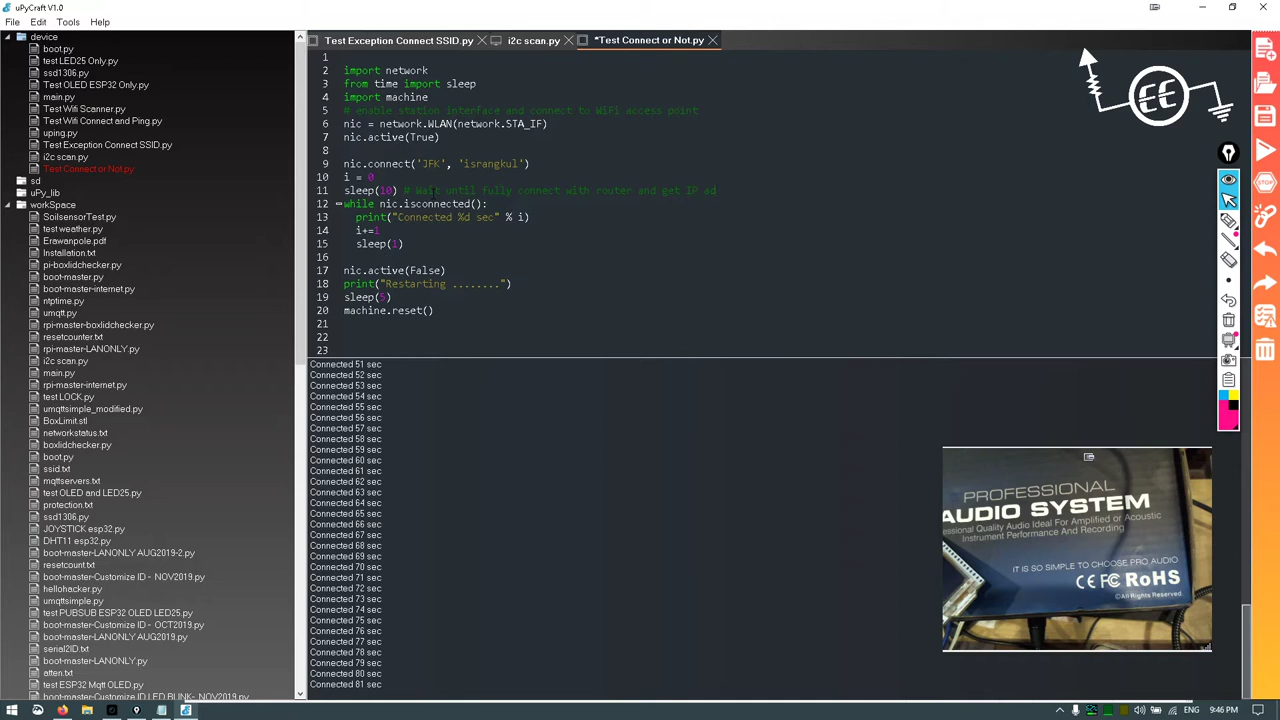 uPyCraft V1.0
File Edit Tools Help
device
boot.py
test LED25 Only.py
ssd1306.py
Test OLED ESP32 Only.py
main.py
Test Wifi Scanner.py
Test Wifi Connect and Ping.py
uping.py
Test Exception Connect SSID.py
i2c scan.py
Test Connect or Not.py
sd
uPy_lib
workSpace
SoilsensorTest.py
test weather.py
Erawanpole.pdf
Installation.txt
pi-boxlidchecker.py
boot-master.py
boot-master-internet.py
ntptime.py
umqtt.py
rpi-master-boxlidchecker.py
resetcounter.txt
rpi-master-LANONLY.py
i2c scan.py
main.py
rpi-master-internet.py
test LOCK.py
umqttsimple_modified.py
BoxLimit.stl
networkstatus.txt
boxlidchecker.py
boot.py
ssid.txt
mqttservers.txt
test OLED and LED25.py
protection.txt
ssd1306.py
JOYSTICK esp32.py
DHT11 esp32.py
boot-master-LANONLY AUG2019-2.py
resetcount.txt
boot-master-Customize ID - NOV2019.py
hellohacker.py
umqttsimple.py
test PUBSUB ESP32 OLED LED25.py
boot-master-Customize ID - OCT2019.py
boot-master-LANONLY AUG2019.py
serial2ID.txt
boot-master-LANONLY.py
atten.txt
test ESP32 Mqtt OLED.py
boot-master-Customize ID LED BLINK- NOV2019.py
Test Exception Connect SSID.py i2c scan.py *Test Connect or Not.py
1
2 import network
3 from time import sleep
4 import machine
5 # enable station interface and connect to WiFi access point
6 nic = network.WLAN(network.STA_IF)
7 nic.active(True)
8
9 nic.connect('JFK', 'israngkul')
10 i = 0
11 sleep(10) # Wait until fully connect with router and get IP ad
12 while nic.isconnected():
13 print("Connected %d sec" % i)
14 i+=1
15 sleep(1)
16
17 nic.active(False)
18 print("Restarting ........")
19 sleep(5)
20 machine.reset()
21
22
23
Connected 51 sec
Connected 52 sec
Connected 53 sec
Connected 54 sec
Connected 55 sec
Connected 56 sec
Connected 57 sec
Connected 58 sec
Connected 59 sec
Connected 60 sec
Connected 61 sec
Connected 62 sec
Connected 63 sec
Connected 64 sec
Connected 65 sec
Connected 66 sec
Connected 67 sec
Connected 68 sec
Connected 69 sec
Connected 70 sec
Connected 71 sec
Connected 72 sec
Connected 73 sec
Connected 74 sec
Connected 75 sec
Connected 76 sec
Connected 77 sec
Connected 78 sec
Connected 79 sec
Connected 80 sec
Connected 81 sec
EE
STOP
PROFESSIONAL
AUDIO SYSTEM
Quality Audio Ideal For Amplified or Acoustic
Instrument Performance And Recording
IT IS SO SIMPLE TO CHOOSE PRO AUDIO
CE FC RoHS
©All Rights Reserved
ENG 9:46 PM